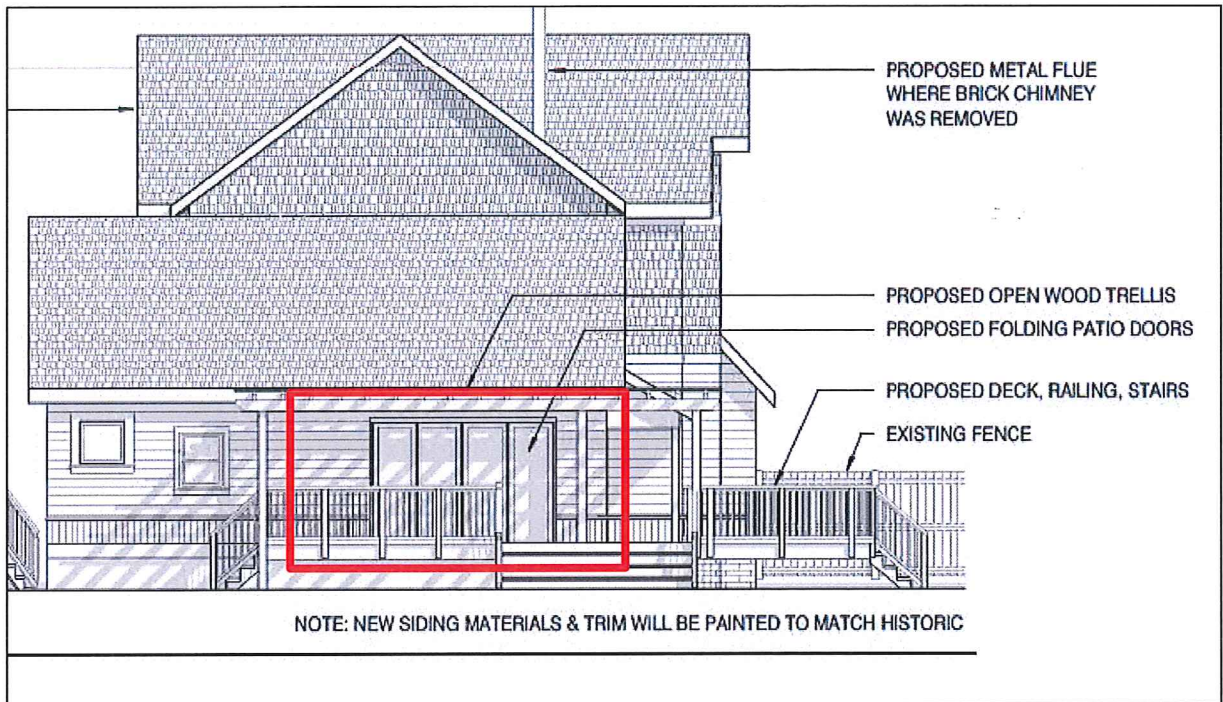 PROPOSED METAL FLUE
WHERE BRICK CHIMNEY
WAS REMOVED
PROPOSED OPEN WOOD TRELLIS
PROPOSED FOLDING PATIO DOORS
PROPOSED DECK, RAILING, STAIRS
EXISTING FENCE
NOTE: NEW SIDING MATERIALS & TRIM WILL BE PAINTED TO MATCH HISTORIC